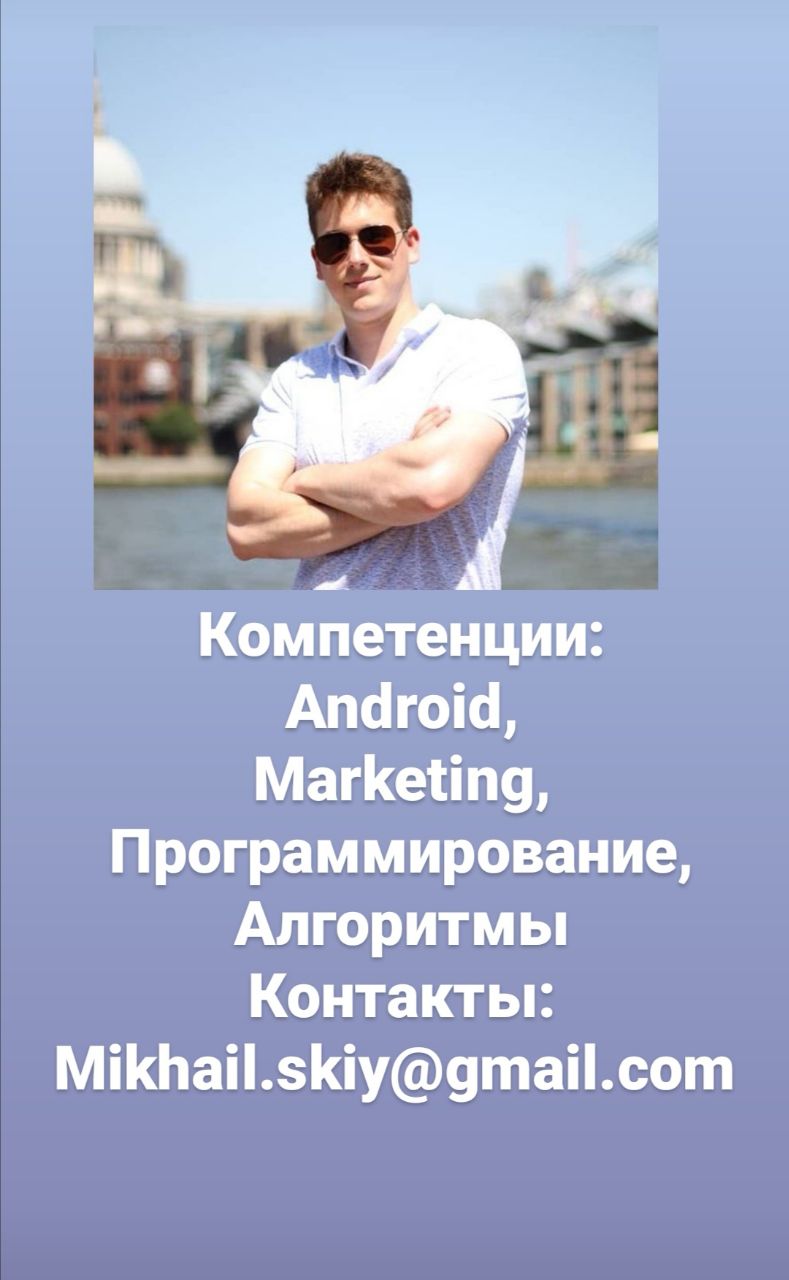 Компетенции:
Android,
Marketing,
Программирование,
Алгоритмы
Контакты:
Mikhail.skiy@gmail.com